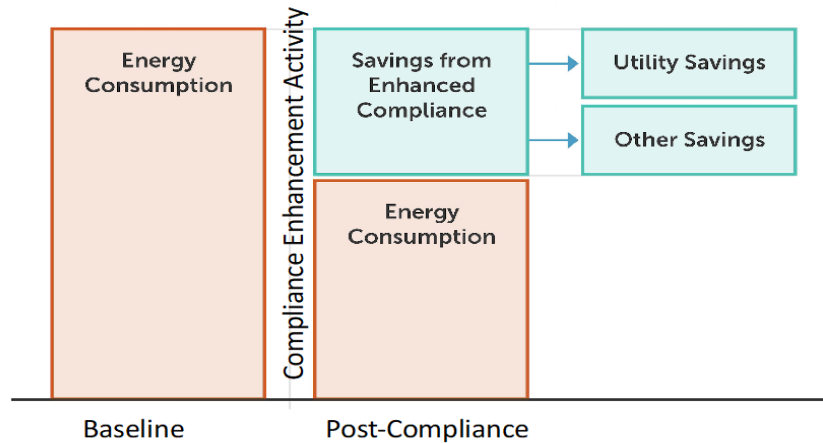 Energy
Consumption
Compliance Enhancement Activity
Savings from
Enhanced
Compliance
Utility Savings
Other Savings
Energy
Consumption
Baseline
Post-Compliance